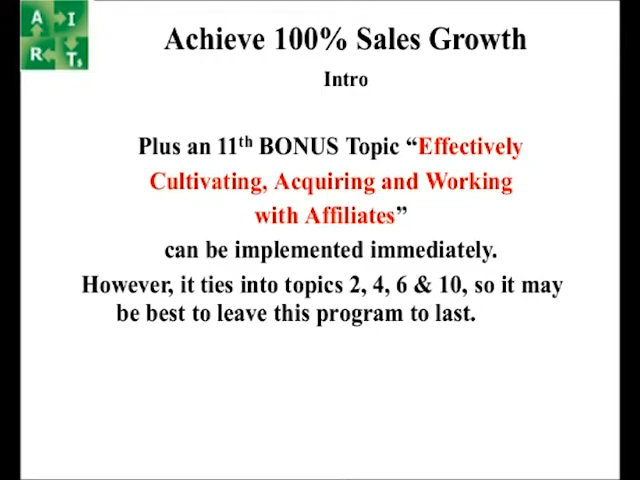 A I
R T,
Achieve 100% Sales Growth
Intro
Plus an 11th BONUS Topic “Effectively
Cultivating, Acquiring and Working
with Affiliates”
can be implemented immediately.
However, it ties into topics 2, 4, 6 & 10, so it may
be best to leave this program to last.